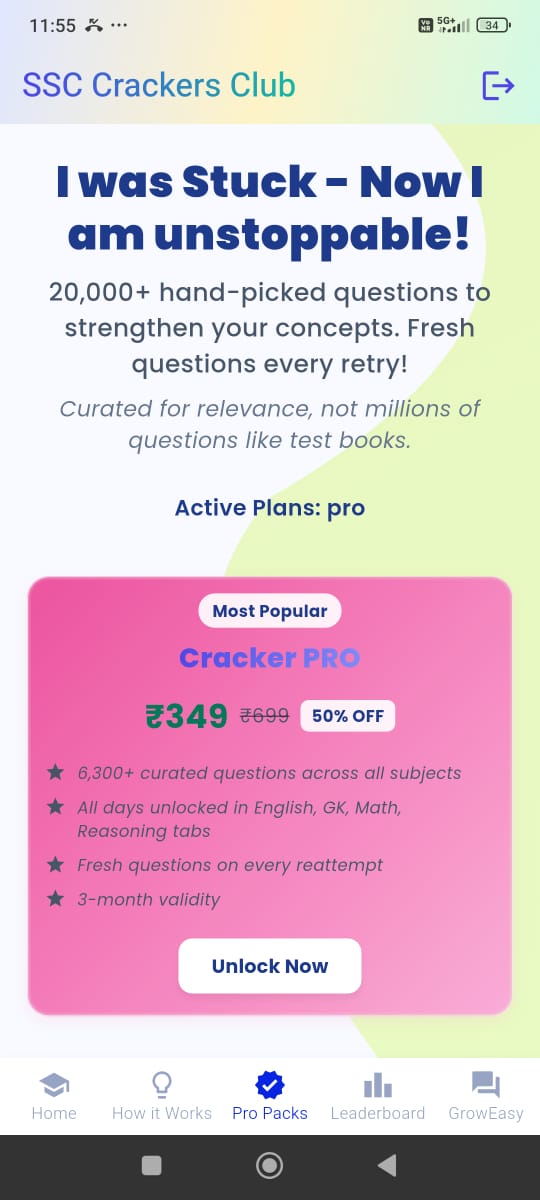 11:55
Vo NR
5G+
34
SSC Crackers Club
I was Stuck - Now I
am unstoppable!
20,000+ hand-picked questions to
strengthen your concepts. Fresh
questions every retry!
Curated for relevance, not millions of
questions like test books.
Active Plans: pro
Most Popular
Cracker PRO
₹349 ₹699 50% OFF
6,300+ curated questions across all subjects
All days unlocked in English, GK, Math,
Reasoning tabs
Fresh questions on every reattempt
3-month validity
Unlock Now
Home How it Works Pro Packs Leaderboard GrowEasy